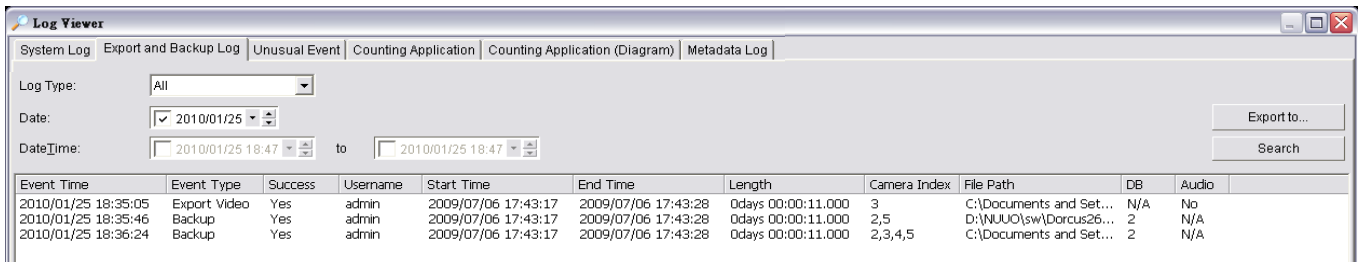 Log Viewer
System Log Export and Backup Log Unusual Event Counting Application Counting Application (Diagram) Metadata Log
Log Type: All
Date: 2010/01/25 Export to...
DateTime: 2010/01/25 18:47 to 2010/01/25 18:47 Search
Event Time Event Type Success Username Start Time End Time Length Camera Index File Path DB Audio
2010/01/25 18:35:05 Export Video Yes admin 2009/07/06 17:43:17 2009/07/06 17:43:28 0days 00:00:11.000 3 C:\Documents and Set... N/A No
2010/01/25 18:35:46 Backup Yes admin 2009/07/06 17:43:17 2009/07/06 17:43:28 0days 00:00:11.000 2,5 D:\NUUO\sw\Dorcus26... 2 N/A
2010/01/25 18:36:24 Backup Yes admin 2009/07/06 17:43:17 2009/07/06 17:43:28 0days 00:00:11.000 2,3,4,5 C:\Documents and Set... 2 N/A